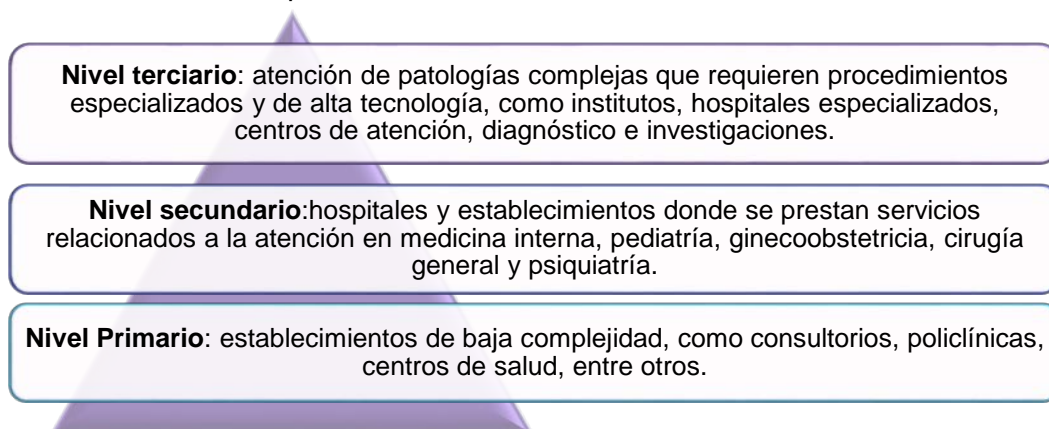 Nivel terciario: atención de patologías complejas que requieren procedimientos
especializados y de alta tecnología, como institutos, hospitales especializados,
centros de atención, diagnóstico e investigaciones.
Nivel secundario:hospitales y establecimientos donde se prestan servicios
relacionados a la atención en medicina interna, pediatría, ginecoobstetricia, cirugía
general y psiquiatría.
Nivel Primario: establecimientos de baja complejidad, como consultorios, policlínicas,
centros de salud, entre otros.